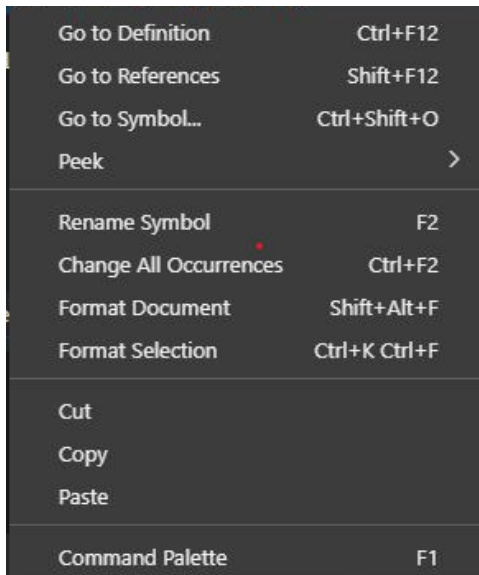 Go to Definition Ctrl+F12
Go to References Shift+F12
Go to Symbol... Ctrl+Shift+O
Peek
Rename Symbol F2
Change All Occurrences Ctrl+F2
Format Document Shift+Alt+F
Format Selection Ctrl+K Ctrl+F
Cut
Copy
Paste
Command Palette F1